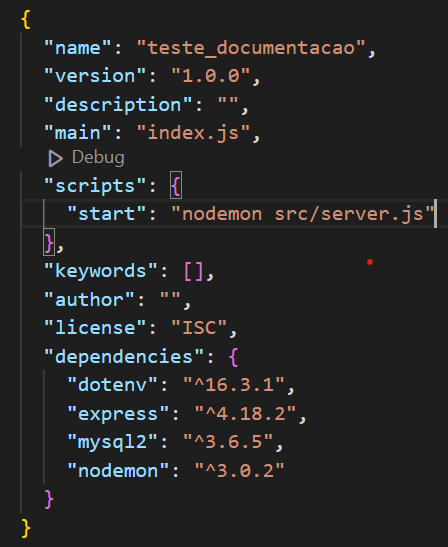 {
"name": "teste_documentacao",
"version": "1.0.0",
"description": "",
"main": "index.js",
Debug
"scripts": {
"start": "nodemon src/server.js"
},
"keywords": [],
"author": "",
"license": "ISC",
"dependencies": {
"dotenv": "^16.3.1",
"express": "^4.18.2",
"mysql2": "^3.6.5",
"nodemon": "^3.0.2"
}
}